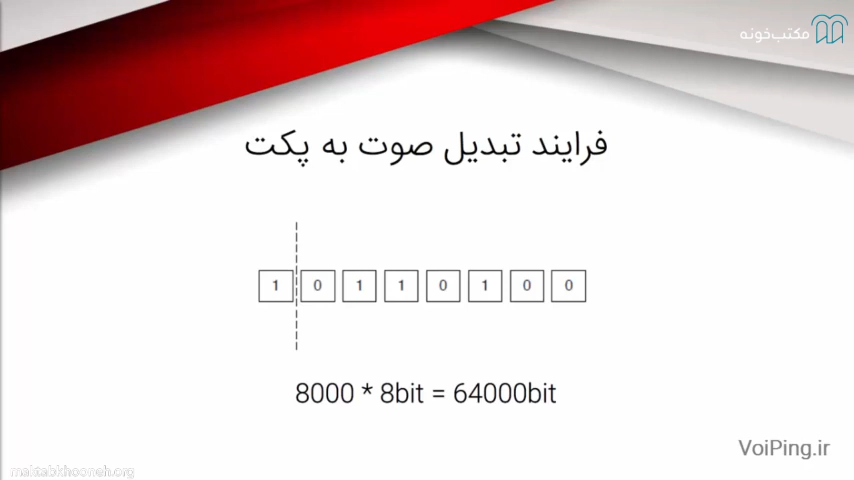 مکتب‌خونه
فرایند تبدیل صوت به پکت
1 0 1 1 0 1 0 0
8000 * 8bit = 64000bit
VoiPing.ir
maktabkhooneh.org